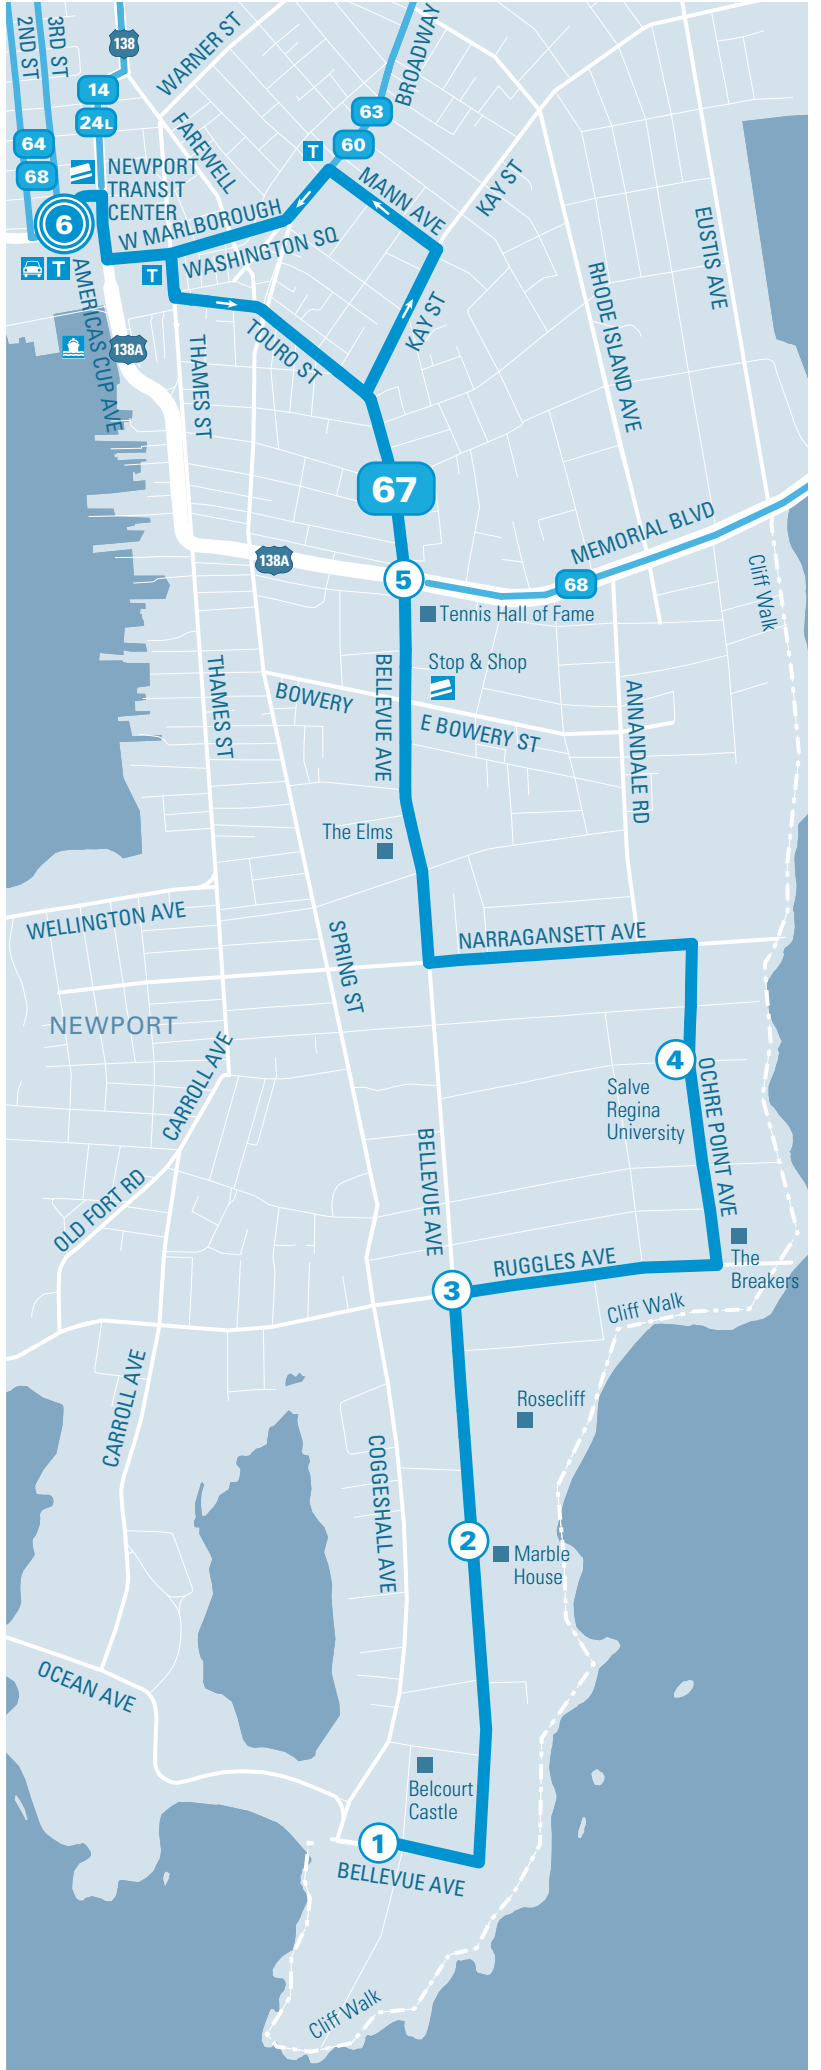 2ND ST
3RD ST
138
WARNER ST
BROADWAY
14
24L
63
60
64
68
FAREWELL
T
NEWPORT
TRANSIT
CENTER
MANN AVE
KAY ST
6
W MARLBOROUGH
WASHINGTON SQ
EUSTIS AVE
T
T
AMERICAS CUP AVE
RHODE ISLAND AVE
KAY ST
TOURO ST
138A
THAMES ST
67
MEMORIAL BLVD
138A
5
68
Cliff Walk
Tennis Hall of Fame
THAMES ST
BELLEVUE AVE
Stop & Shop
BOWERY
E BOWERY ST
ANNANDALE RD
The Elms
WELLINGTON AVE
SPRING ST
NARRAGANSETT AVE
NEWPORT
CARROLL AVE
4
OCHRE POINT AVE
Salve
Regina
University
BELLEVUE AVE
OLD FORT RD
RUGGLES AVE
The
Breakers
3
Cliff Walk
CARROLL AVE
Rosecliff
COGGESHALL AVE
2
Marble
House
OCEAN AVE
Belcourt
Castle
1
BELLEVUE AVE
Cliff Walk